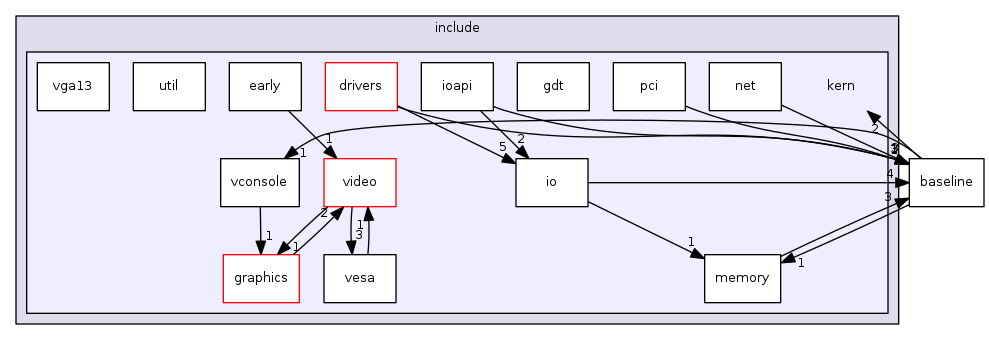 include
vga13
util
early
drivers
ioapi
gdt
pci
net
kern
2
1
1
5
2
vconsole
video
io
4
baseline
2
1
3
1
3
1
1
1
graphics
vesa
memory